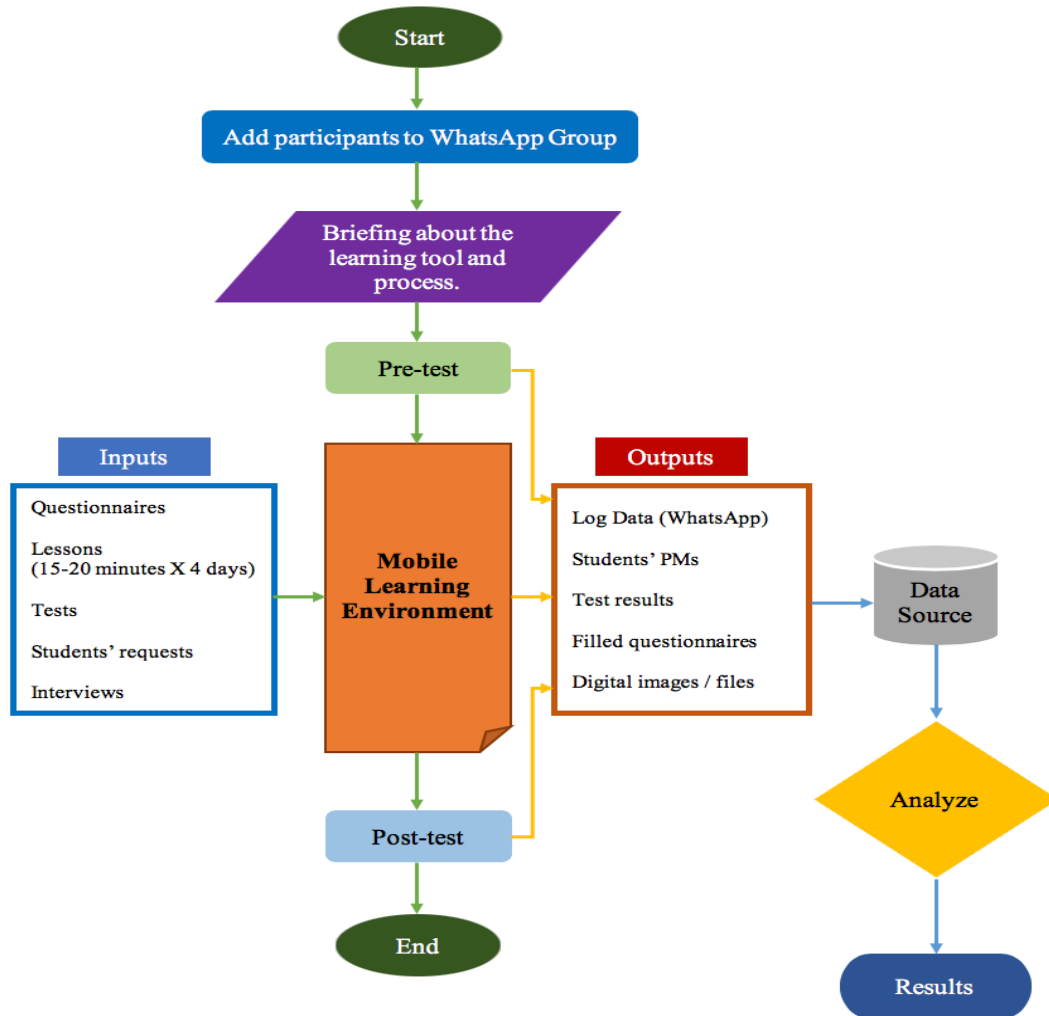 Start
Add participants to WhatsApp Group
Briefing about the
learning tool and
process.
Pre-test
Inputs
Questionnaires
Lessons
(15-20 minutes X 4 days)
Tests
Students’ requests
Interviews
Mobile
Learning
Environment
Outputs
Log Data (WhatsApp)
Students’ PMs
Test results
Filled questionnaires
Digital images / files
Data
Source
Analyze
Post-test
End
Results